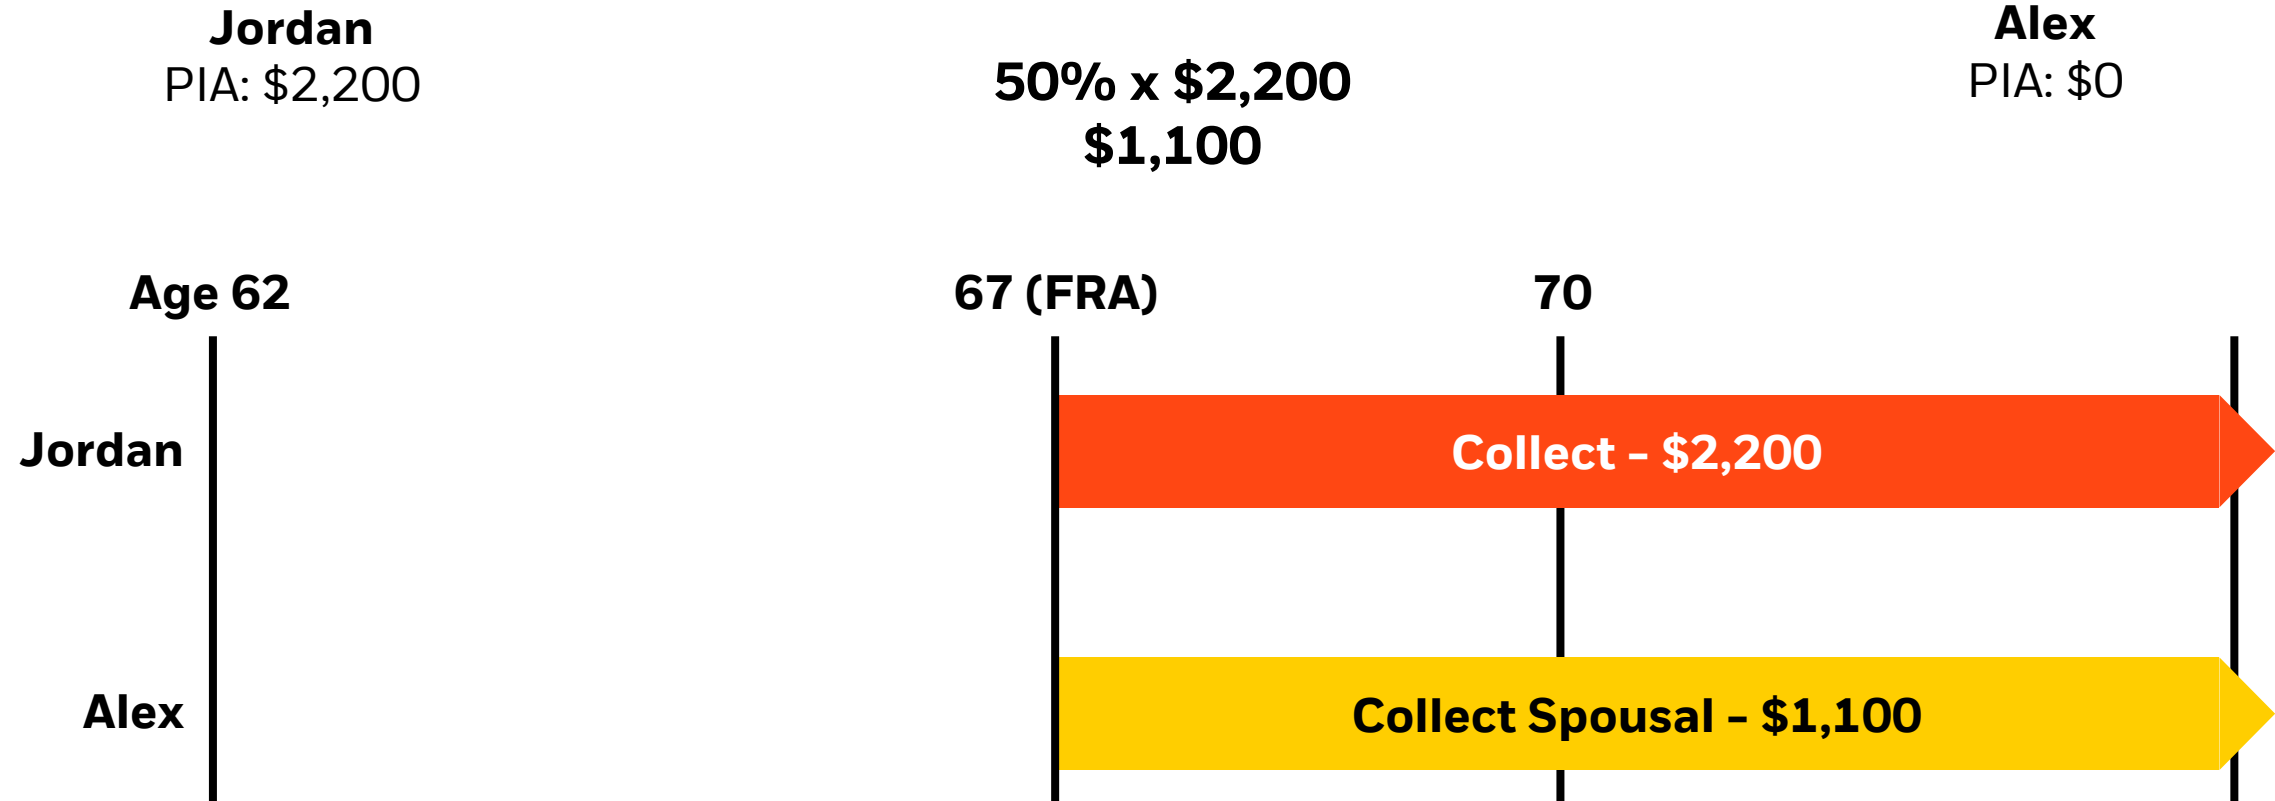 Jordan
PIA: $2,200
50% x $2,200
$1,100
Alex
PIA: $0
Age 62
67 (FRA)
70
Jordan
Collect - $2,200
Alex
Collect Spousal - $1,100